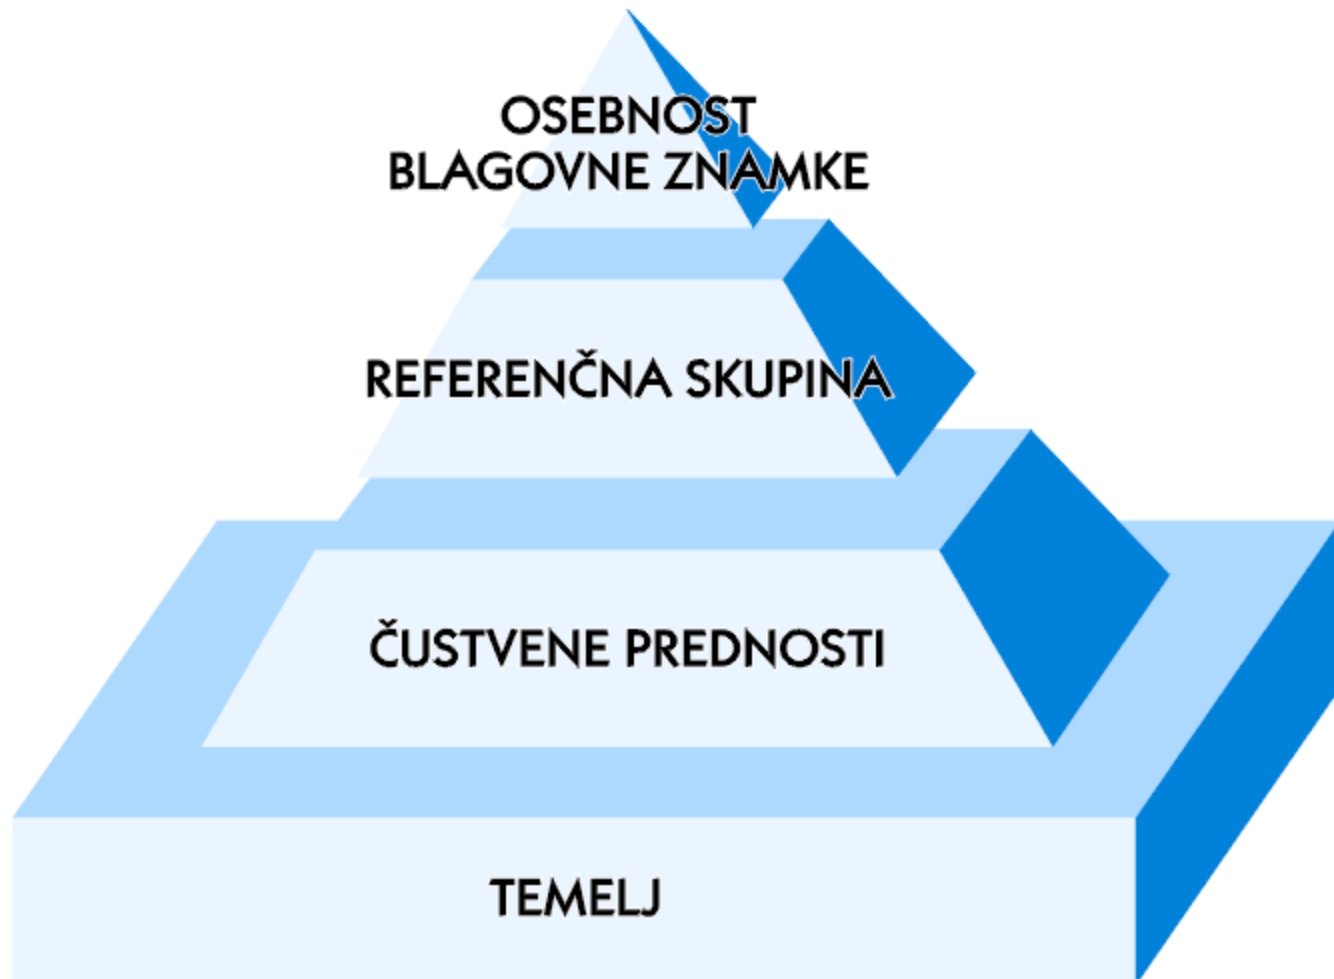 OSEBNOST
BLAGOVNE ZNAMKE
REFERENČNA SKUPINA
ČUSTVENE PREDNOSTI
TEMELJ